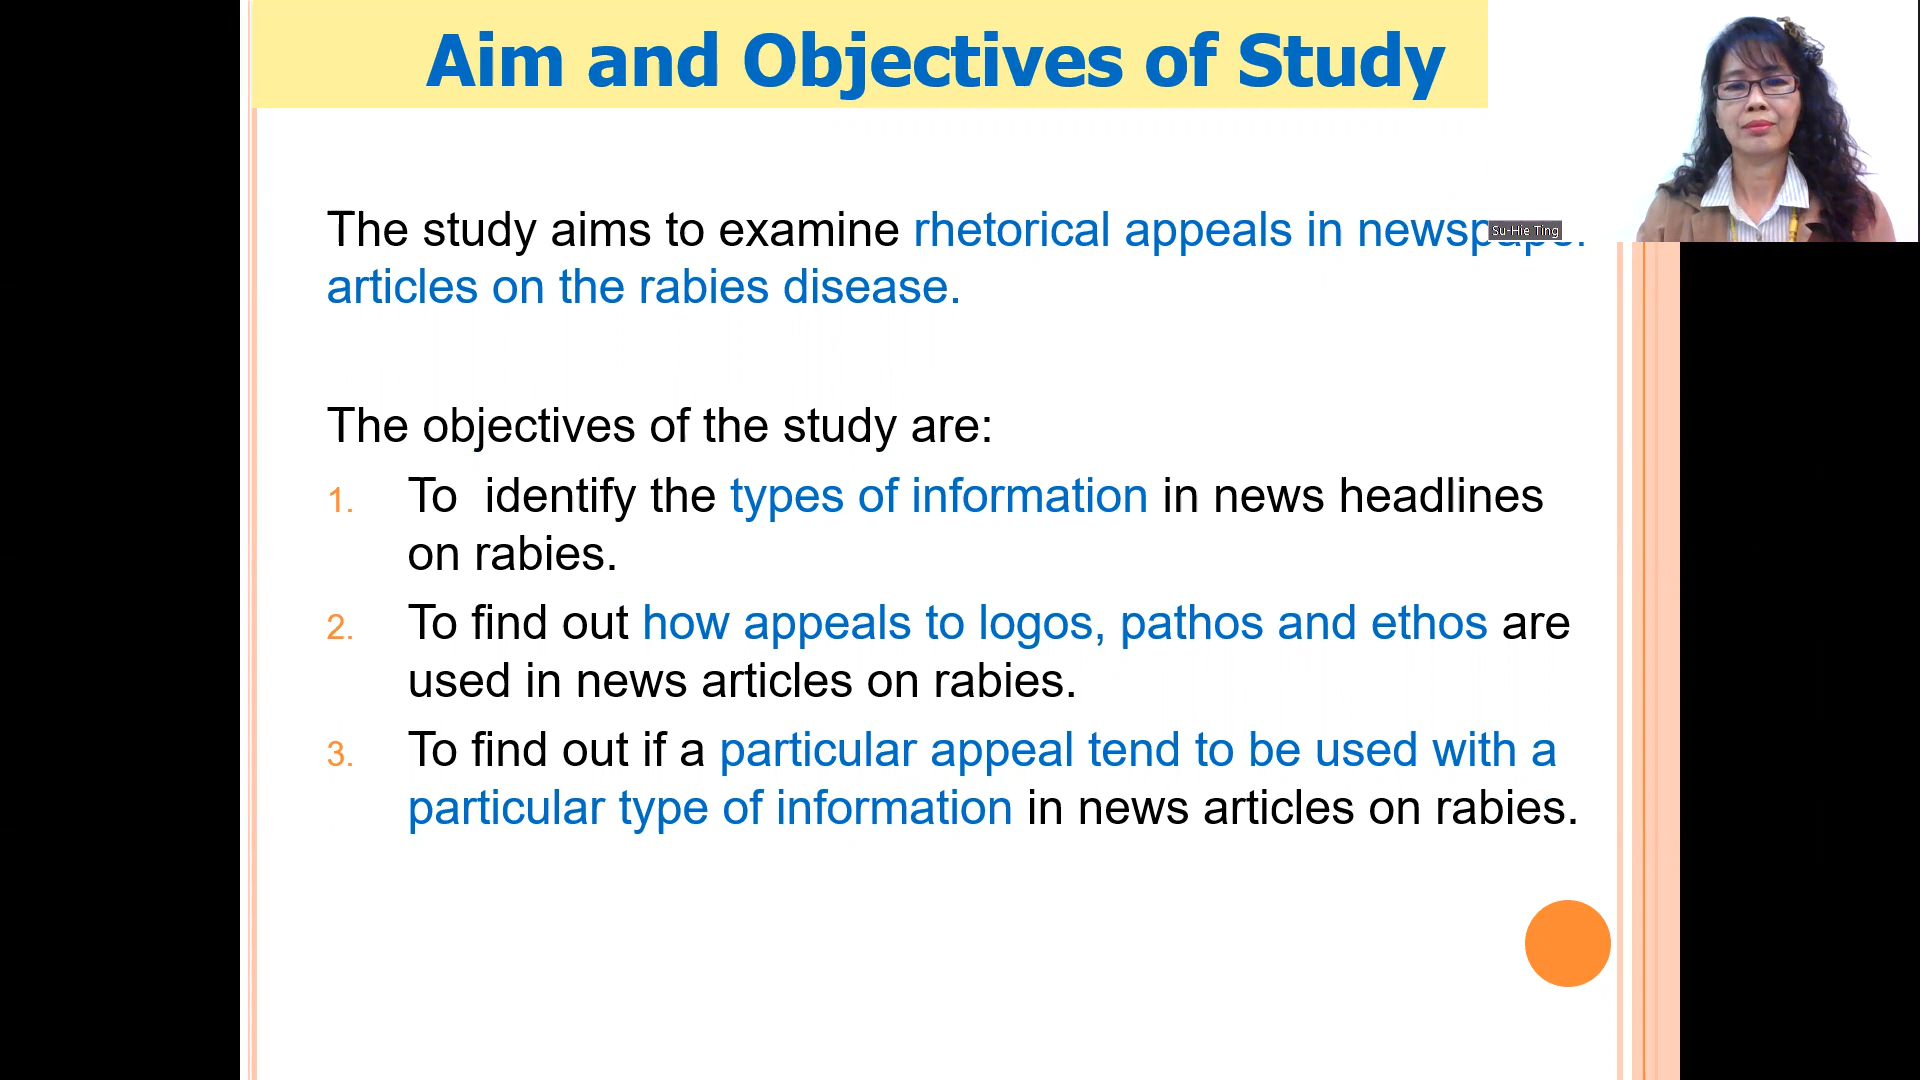 Aim and Objectives of Study
The study aims to examine rhetorical appeals in newspaper
Su-Hie Ting
articles on the rabies disease.
The objectives of the study are:
1. To identify the types of information in news headlines
on rabies.
2. To find out how appeals to logos, pathos and ethos are
used in news articles on rabies.
3. To find out if a particular appeal tend to be used with a
particular type of information in news articles on rabies.